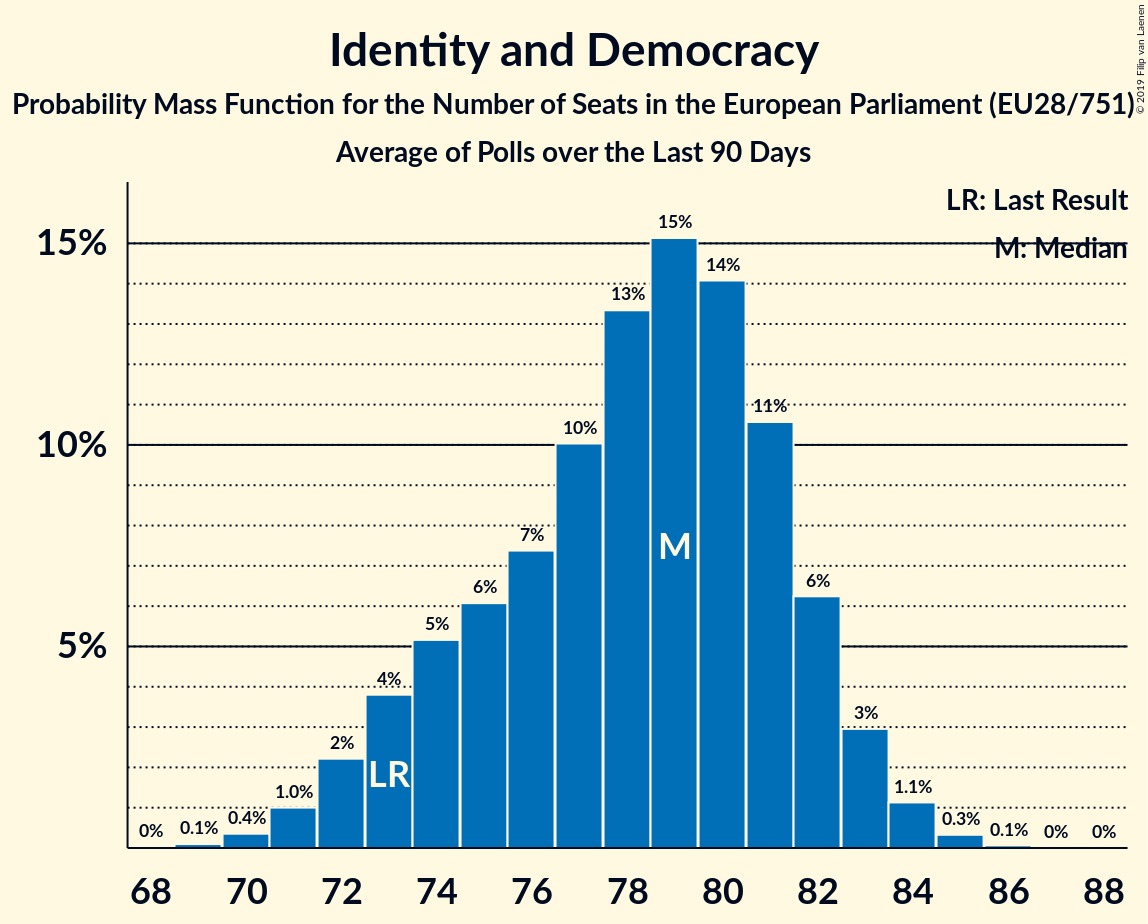 Identity and Democracy
Probability Mass Function for the Number of Seats in the European Parliament (EU28/751)
Average of Polls over the Last 90 Days
© 2019 Filip van Laenen
LR: Last Result
M: Median
15%
10%
5%
0%
0.1%
0.4%
1.0%
2%
4%
5%
6%
7%
10%
13%
15%
14%
11%
6%
3%
1.1%
0.3%
0.1%
0%
0%
LR
M
68 70 72 74 76 78 80 82 84 86 88